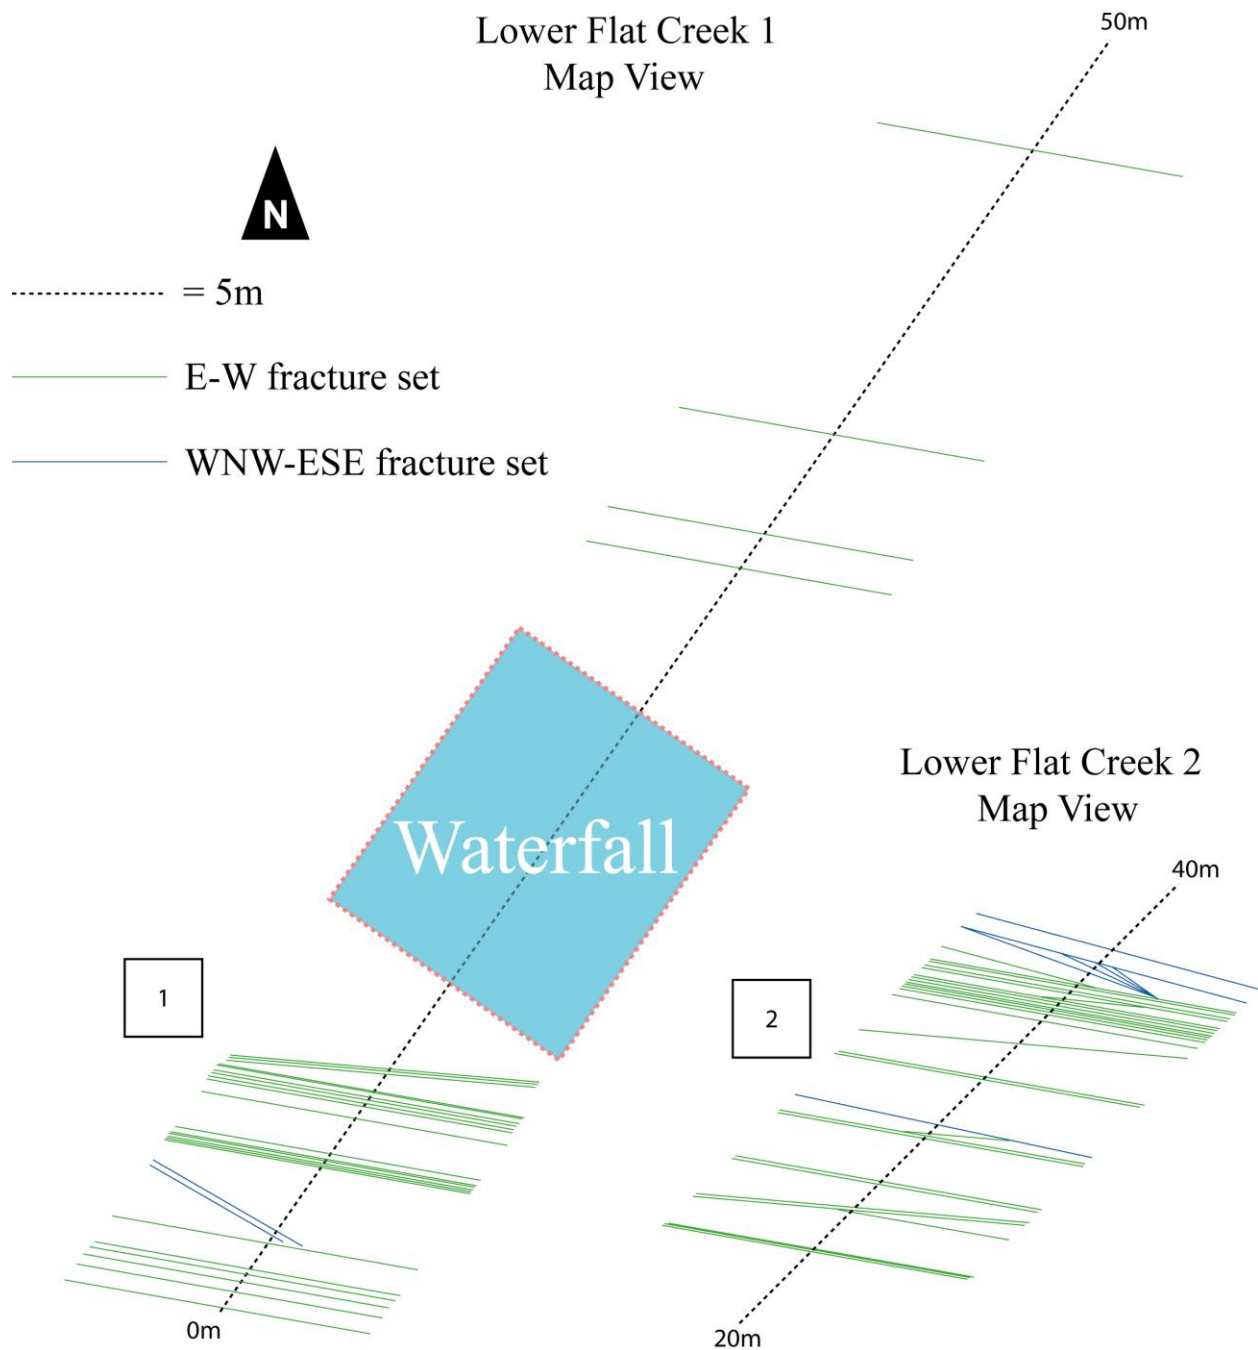 Lower Flat Creek 1
Map View
50m
N
= 5m
E-W fracture set
WNW-ESE fracture set
Waterfall
Lower Flat Creek 2
Map View
40m
1
2
0m
20m